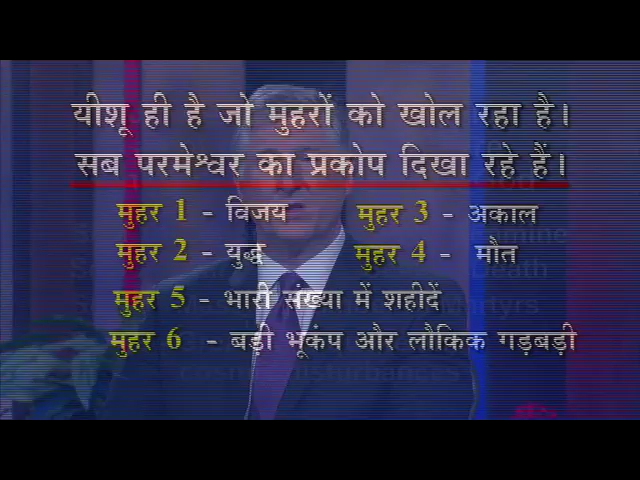 यीशू ही है जो मुहरों को खोल रहा है।
सब परमेश्वर का प्रकोप दिखा रहे हैं।
मुहर 1 - विजय मुहर 3 - अकाल
मुहर 2 - युद्ध मुहर 4 - मौत
मुहर 5 - भारी संख्या में शहीदें
मुहर 6 - बड़ी भूकंप और लौकिक गड़बड़ी